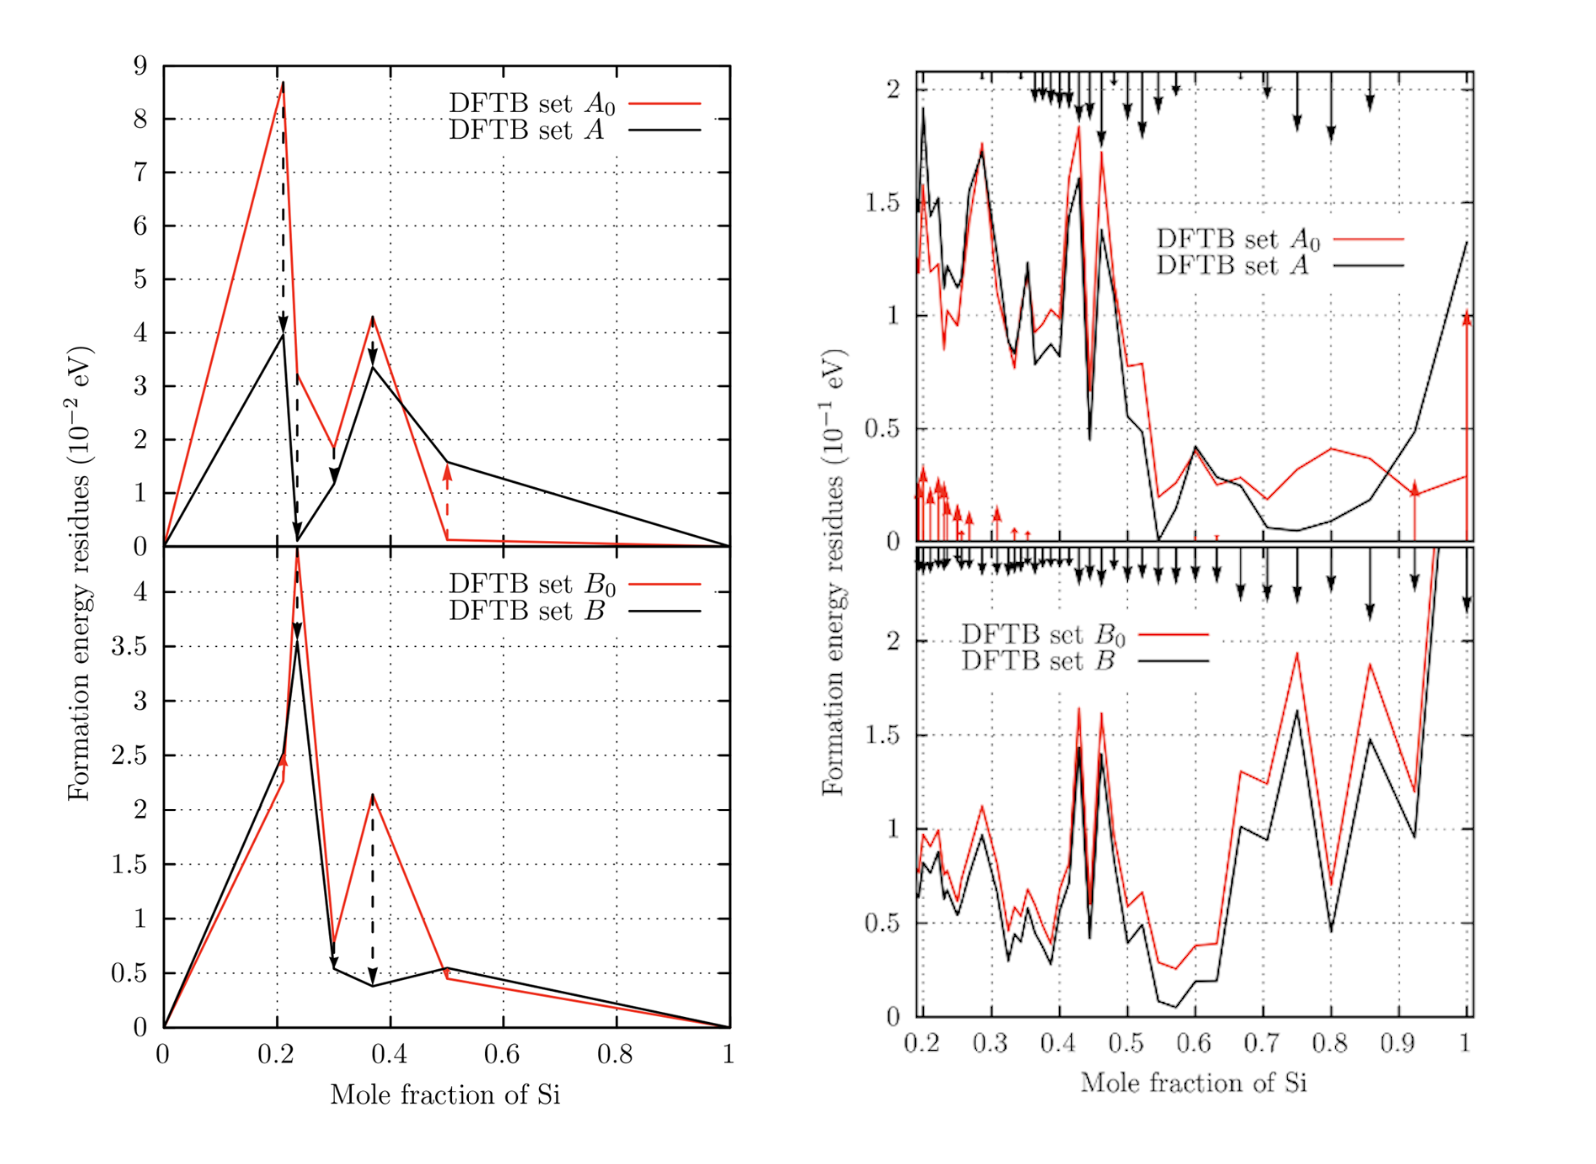 9
8
7
6
5
4
3
2
1
0
DFTB set A₀
DFTB set A
4
3.5
3
2.5
2
1.5
1
0.5
0
DFTB set B₀
DFTB set B
0 0.2 0.4 0.6 0.8 1
Mole fraction of Si
Formation energy residues (10⁻² eV)
2
1.5
1
0.5
0
DFTB set A₀
DFTB set A
2
1.5
1
0.5
0
DFTB set B₀
DFTB set B
0.2 0.3 0.4 0.5 0.6 0.7 0.8 0.9 1
Mole fraction of Si
Formation energy residues (10⁻¹ eV)